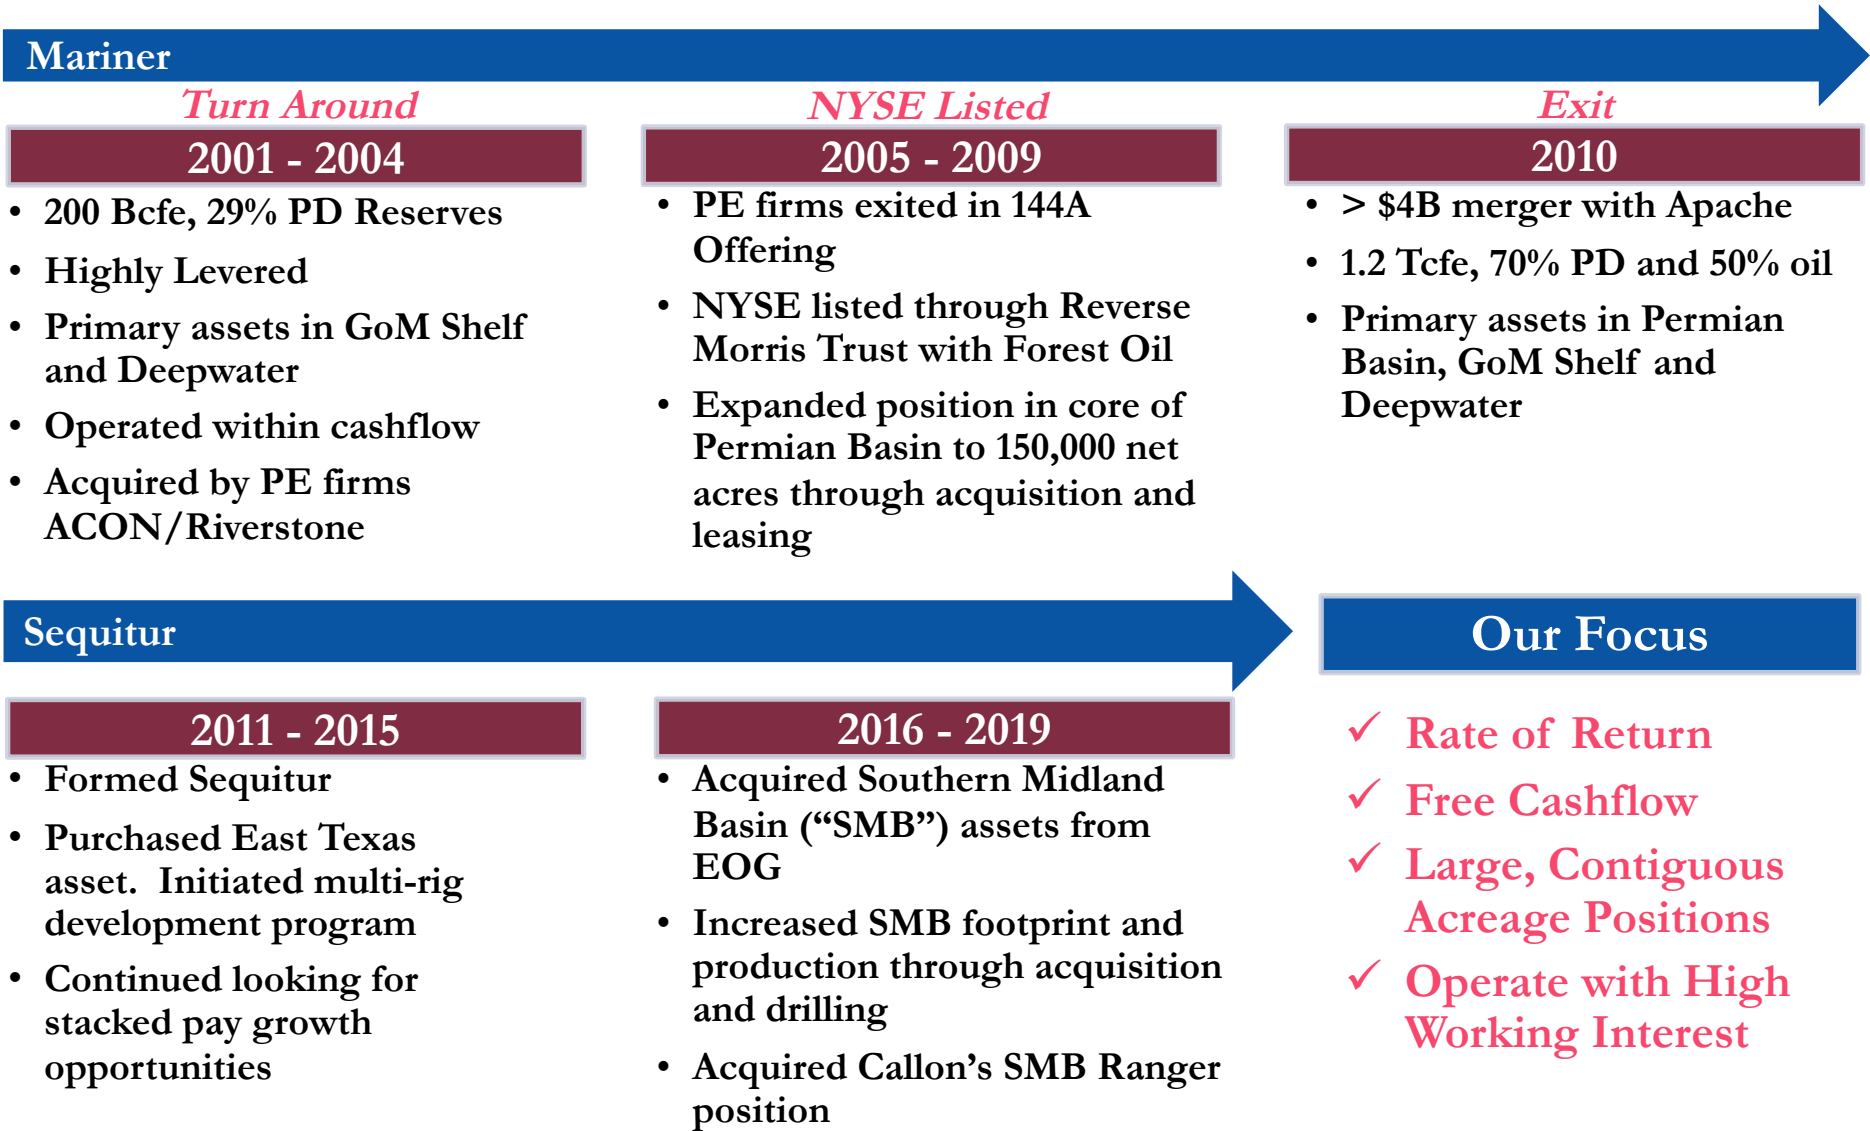 Mariner
Turn Around
2001 - 2004
• 200 Bcfe, 29% PD Reserves
• Highly Levered
• Primary assets in GoM Shelf
and Deepwater
• Operated within cashflow
• Acquired by PE firms
ACON/Riverstone
NYSE Listed
2005 - 2009
• PE firms exited in 144A
Offering
• NYSE listed through Reverse
Morris Trust with Forest Oil
• Expanded position in core of
Permian Basin to 150,000 net
acres through acquisition and
leasing
Exit
2010
• > $4B merger with Apache
• 1.2 Tcfe, 70% PD and 50% oil
• Primary assets in Permian
Basin, GoM Shelf and
Deepwater
Sequitur
2011 - 2015
• Formed Sequitur
• Purchased East Texas
asset. Initiated multi-rig
development program
• Continued looking for
stacked pay growth
opportunities
2016 - 2019
• Acquired Southern Midland
Basin (“SMB”) assets from
EOG
• Increased SMB footprint and
production through acquisition
and drilling
• Acquired Callon’s SMB Ranger
position
Our Focus
✓ Rate of Return
✓ Free Cashflow
✓ Large, Contiguous
Acreage Positions
✓ Operate with High
Working Interest